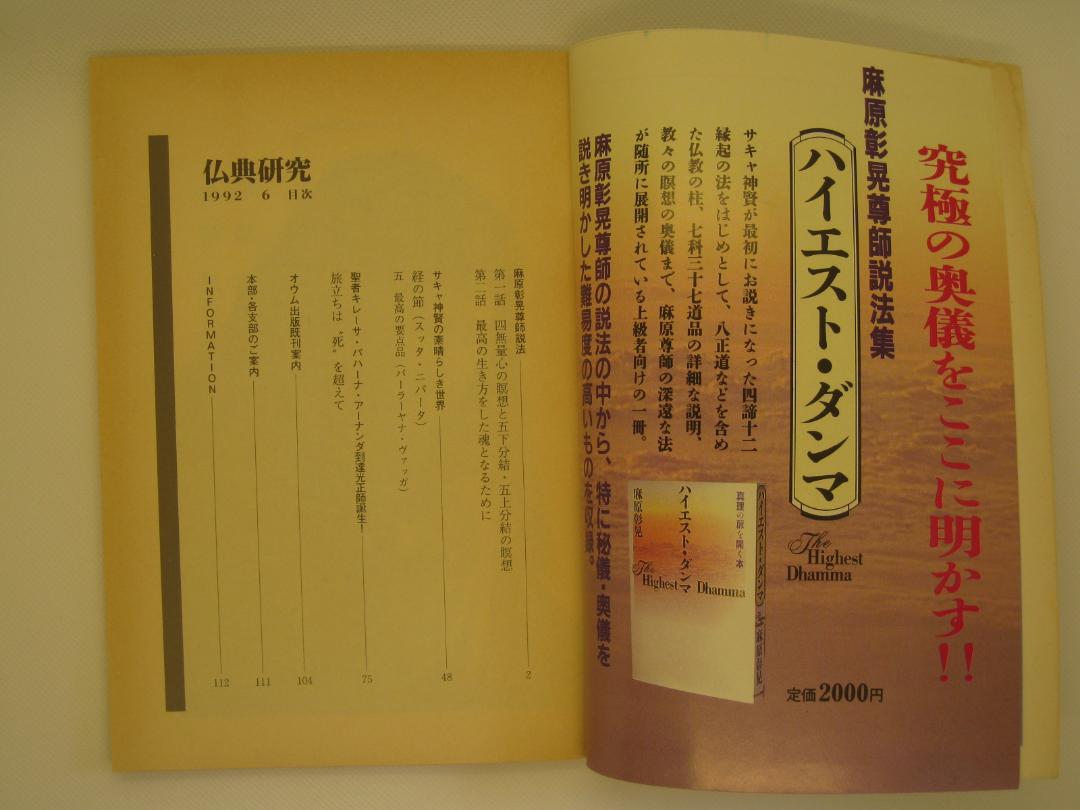 究極の奥儀をここに明かす!!
麻原彰晃尊師説法集
ハイエスト・ダンマ
The
Highest
Dhamma
定価2000円
サキャ神賢が最初にお説きになった四諦十二
縁起の法をはじめとして、八正道などを含め
た仏教の柱、七科三十七道品の詳細な説明、
数々の瞑想の奥儀まで、麻原尊師の深遠な法
が随所に展開されている上級者向けの一冊。
麻原彰晃尊師の説法の中から、特に秘儀・奥儀を
説き明かした難易度の高いものを収録。
ハイエスト・ダンマ
麻原彰晃
真理の扉を開く本
ハイエスト・ダンマ
The
Highest Dhamma
麻原彰晃
仏典研究
1992 6 目次
麻原彰晃尊師説法 2
第一話 四無量心の瞑想と五下分結・五上分結の瞑想
第二話 最高の生き方をした魂となるために
サキャ神賢の素晴らしき世界 48
経の節（スッタ・ニパータ）
五 最高の要点品（パーラーヤナ・ヴァッガ）
聖者キレーサ・パハーナ・アーナンダ到達光正師誕生! 75
旅立ちは〝死〟を超えて
オウム出版既刊案内 104
本部・各支部のご案内 111
INFORMATION 112